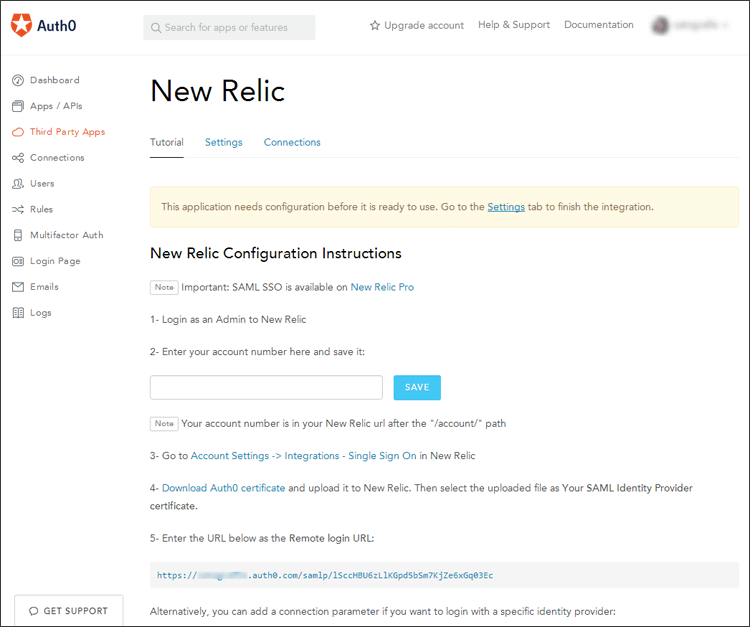 Auth0
Search for apps or features
Upgrade account
Help & Support
Documentation
Dashboard
Apps / APIs
Third Party Apps
Connections
Users
Rules
Multifactor Auth
Login Page
Emails
Logs
GET SUPPORT
New Relic
Tutorial
Settings
Connections
This application needs configuration before it is ready to use. Go to the Settings tab to finish the integration.
New Relic Configuration Instructions
Note Important: SAML SSO is available on New Relic Pro
1- Login as an Admin to New Relic
2- Enter your account number here and save it:
SAVE
Note Your account number is in your New Relic url after the "/account/" path
3- Go to Account Settings -> Integrations - Single Sign On in New Relic
4- Download Auth0 certificate and upload it to New Relic. Then select the uploaded file as Your SAML Identity Provider
certificate.
5- Enter the URL below as the Remote login URL:
https:// .auth0.com/samlp/lSccHBU6zLlKGpd5bSm7KjZe6xGq03Ec
Alternatively, you can add a connection parameter if you want to login with a specific identity provider: